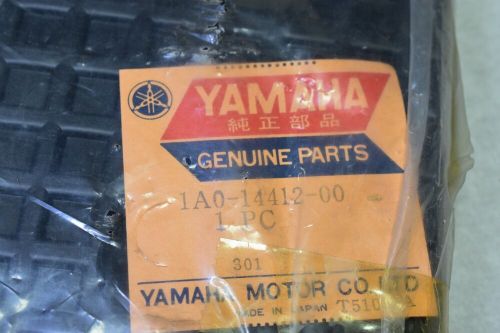 YAMAHA
純正部品
GENUINE PARTS
1A0-14412-00
1 PC
301
YAMAHA MOTOR CO.,LTD
MADE IN JAPAN